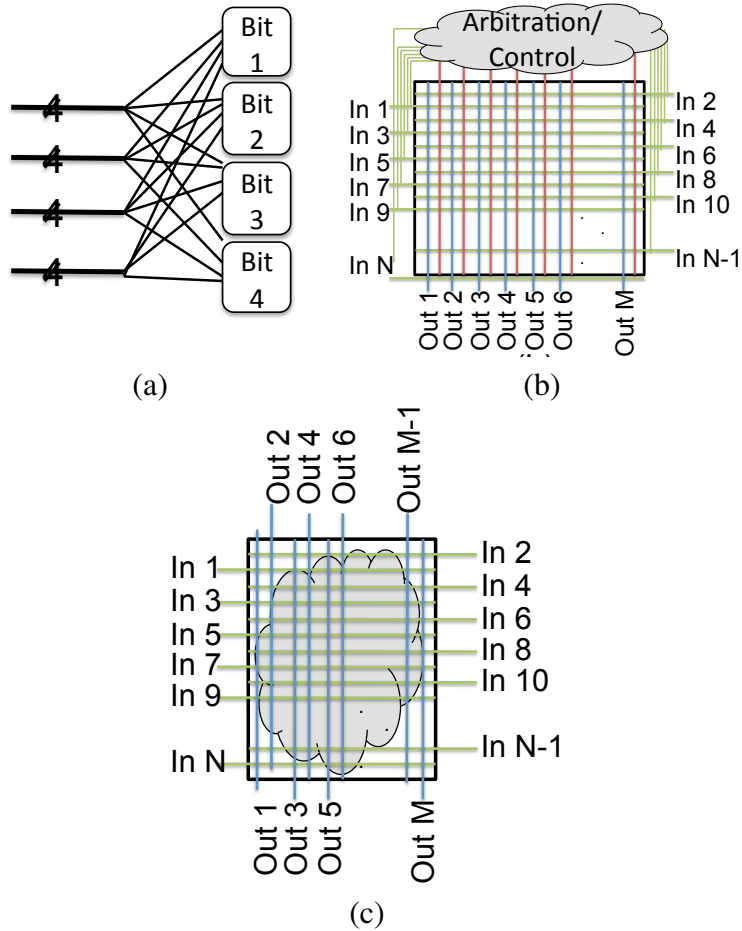 Bit
1
Bit
2
Bit
3
Bit
4
4
4
4
4
(a)
Arbitration/
Control
In 1
In 3
In 5
In 7
In 9
In N
In 2
In 4
In 6
In 8
In 10
In N-1
Out 1
Out 2
Out 3
Out 4
Out 5
Out 6
Out M
(b)
Out 2
Out 4
Out 6
Out M-1
In 1
In 3
In 5
In 7
In 9
In N
In 2
In 4
In 6
In 8
In 10
In N-1
Out 1
Out 3
Out 5
Out M
(c)